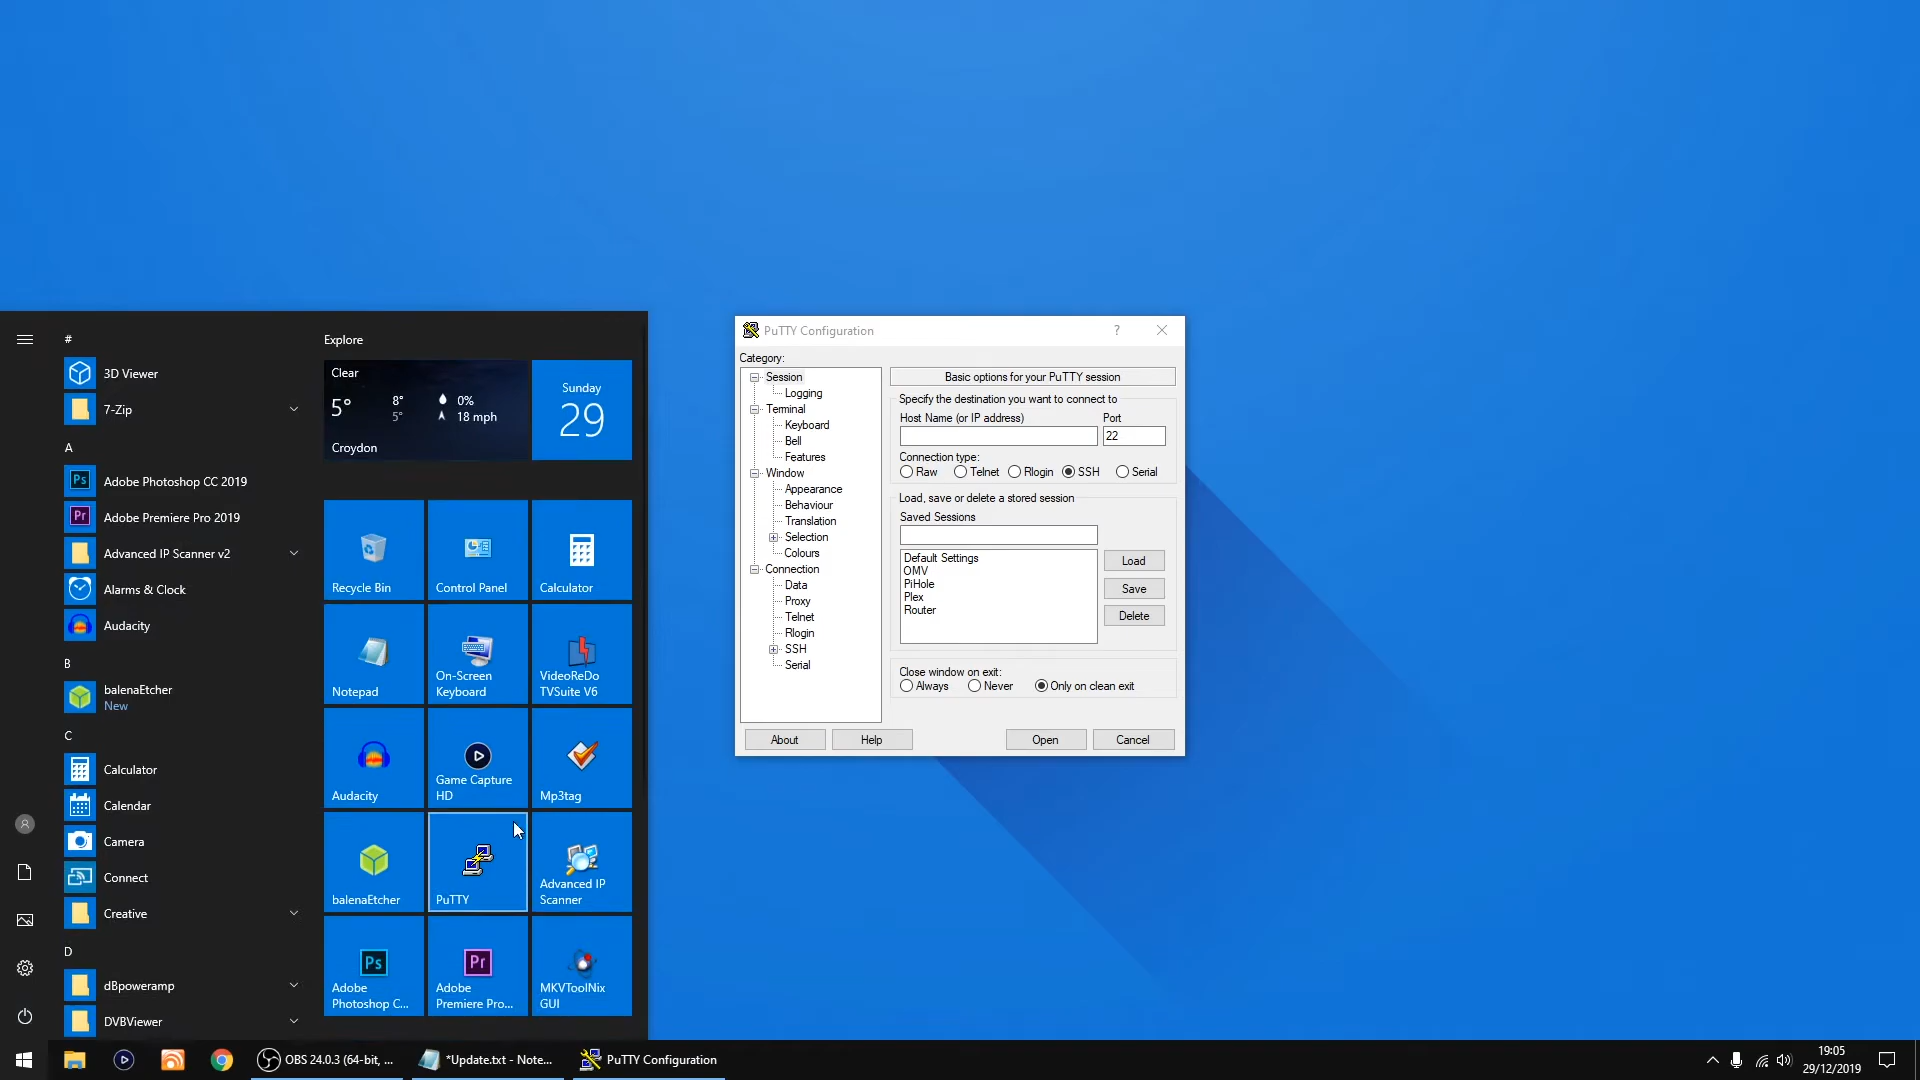 #
3D Viewer
7-Zip
A
Adobe Photoshop CC 2019
Adobe Premiere Pro 2019
Advanced IP Scanner v2
Alarms & Clock
Audacity
B
balenaEtcher
New
C
Calculator
Calendar
Camera
Connect
Creative
D
dBpoweramp
DVBViewer
Explore
Clear
5° 8° 0%
5° 18 mph
Croydon
Sunday
29
Recycle Bin
Control Panel
Calculator
Notepad
On-Screen
Keyboard
VideoReDo
TVSuite V6
Audacity
Game Capture
HD
Mp3tag
balenaEtcher
PuTTY
Advanced IP
Scanner
Ps
Adobe
Photoshop C...
Pr
Adobe
Premiere Pro...
MKVToolNix
GUI
PuTTY Configuration
Category:
Session
Logging
Terminal
Keyboard
Bell
Features
Window
Appearance
Behaviour
Translation
Selection
Colours
Connection
Data
Proxy
Telnet
Rlogin
SSH
Serial
Basic options for your PuTTY session
Specify the destination you want to connect to
Host Name (or IP address) Port
22
Connection type:
Raw Telnet Rlogin SSH Serial
Load, save or delete a stored session
Saved Sessions
Default Settings
OMV
PiHole
Plex
Router
Load
Save
Delete
Close window on exit:
Always Never Only on clean exit
About Help Open Cancel
OBS 24.0.3 (64-bit, ...
*Update.txt - Note...
PuTTY Configuration
19:05
29/12/2019